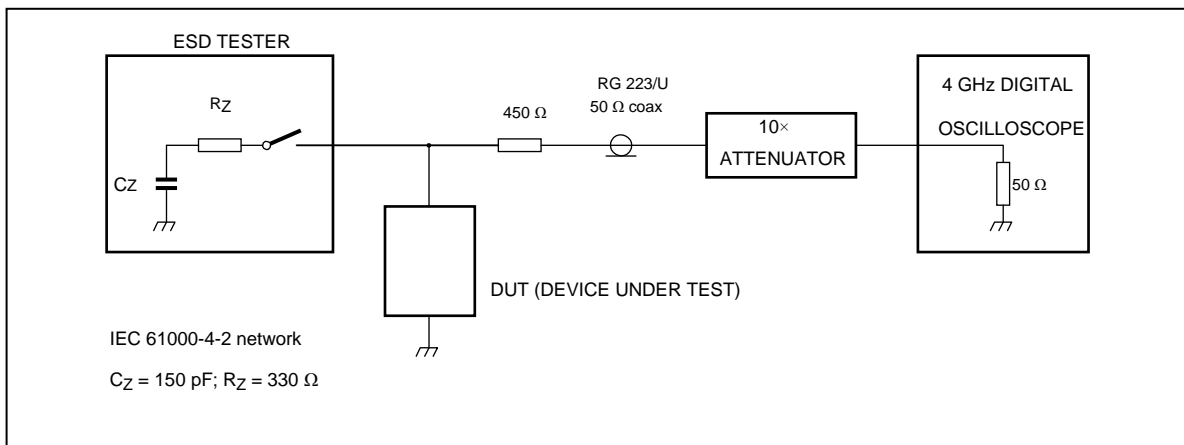 ESD TESTER
RZ
CZ
450 Ω
RG 223/U
50 Ω coax
10×
ATTENUATOR
4 GHz DIGITAL
OSCILLOSCOPE
50 Ω
DUT (DEVICE UNDER TEST)
IEC 61000-4-2 network
CZ = 150 pF; RZ = 330 Ω